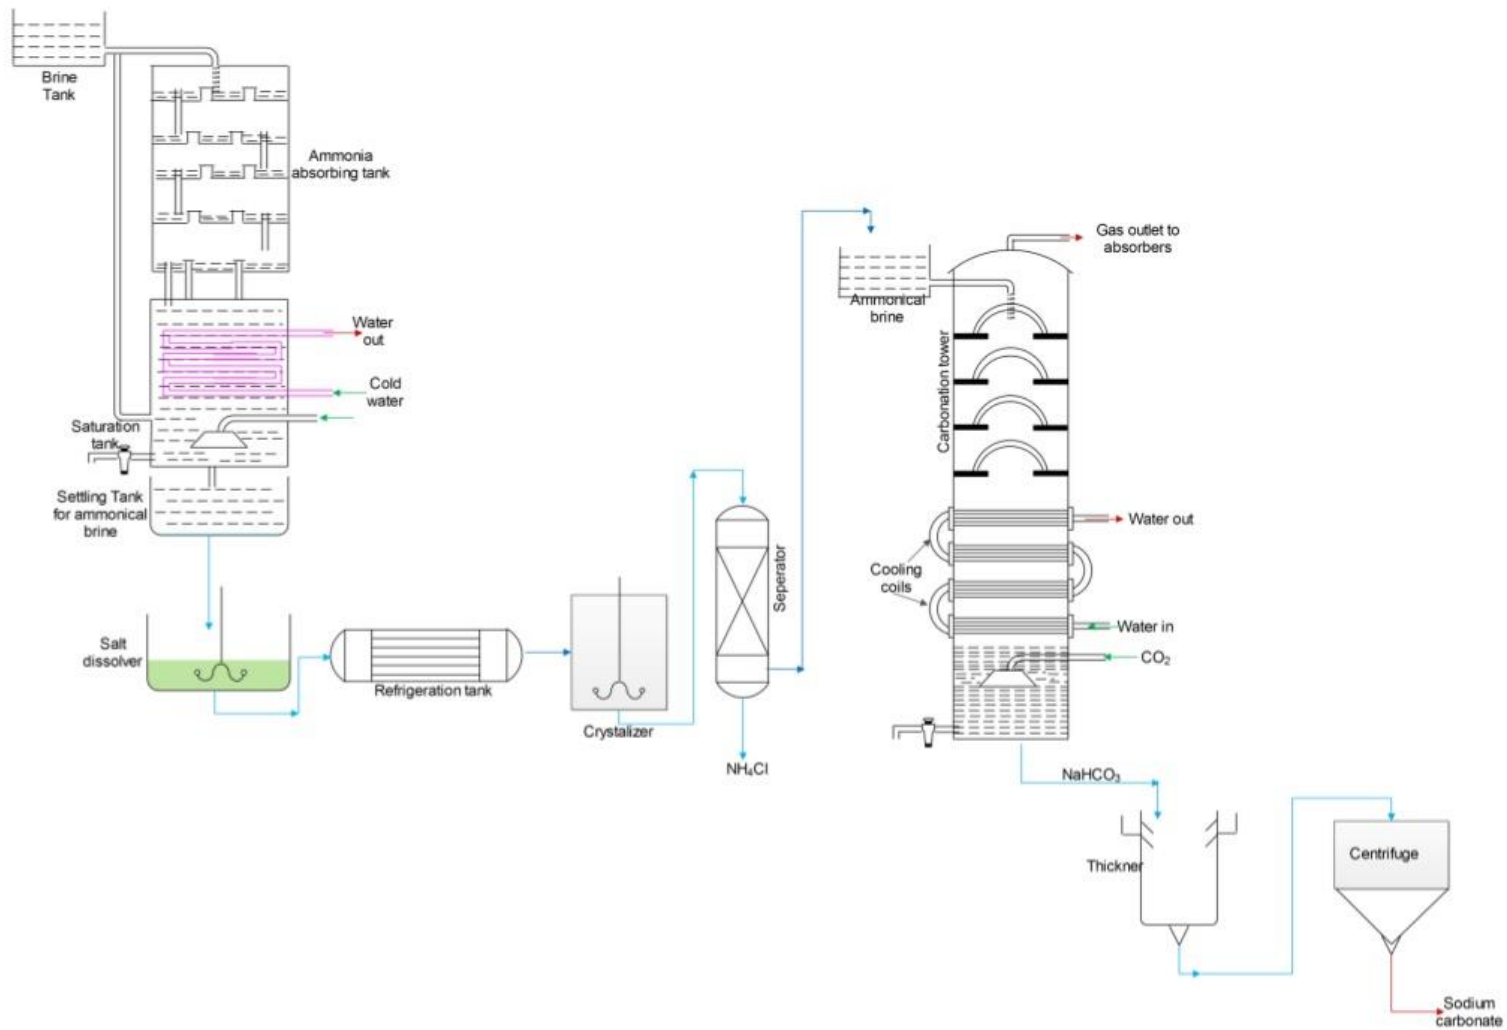 Brine
Tank
Ammonia
absorbing tank
Water
out
Cold
water
Saturation
tank
Settling Tank
for ammonical
brine
Salt
dissolver
Refrigeration tank
Crystalizer
Seperator
NH₄Cl
Ammonical
brine
Gas outlet to
absorbers
Carbonation tower
Water out
Cooling
coils
Water in
CO₂
NaHCO₃
Thickner
Centrifuge
Sodium
carbonate